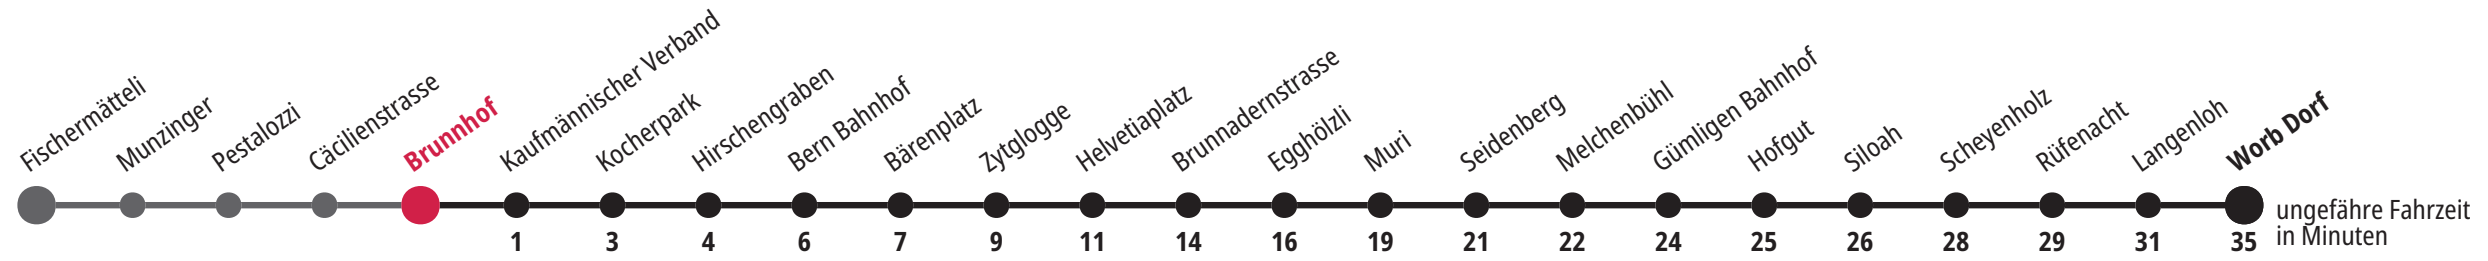 Fischermätteli
Munzinger
Pestalozzi
Cäcilienstrasse
Brunnhof
Kaufmännischer Verband
Kocherpark
Hirschengraben
Bern Bahnhof
Bärenplatz
Zytglogge
Helvetiaplatz
Brunnadernstrasse
Egghölzli
Muri
Seidenberg
Melchenbühl
Gümligen Bahnhof
Hofgut
Siloah
Scheyenholz
Rüfenacht
Langenloh
Worb Dorf
1 3 4 6 7 9 11 14 16 19 21 22 24 25 26 28 29 31 35
ungefähre Fahrzeit
in Minuten